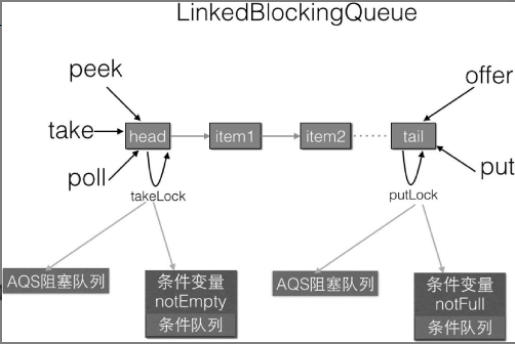 LinkedBlockingQueue
peek
offer
take
head
item1
item2
tail
poll
put
takeLock
putLock
AQS阻塞队列
条件变量
notEmpty
条件队列
AQS阻塞队列
条件变量
notFull
条件队列